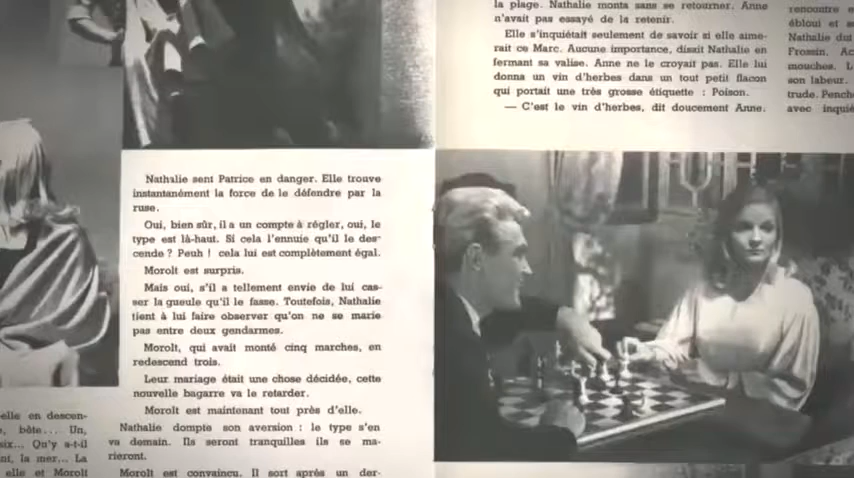 Nathalie sent Patrice en danger. Elle trouve
instantanément la force de le défendre par la
ruse.
Oui, bien sûr, il a un compte à régler, oui, le
type est là-haut. Si cela l'ennuie qu'il le des-
cende ? Peuh ! cela lui est complètement égal.
Morolt est surpris.
Mais oui, s'il a tellement envie de lui cas-
ser la gueule qu'il le fasse. Toutefois, Nathalie
tient à lui faire observer qu'on ne se marie
pas entre deux gendarmes.
Morolt, qui avait monté cinq marches, en
redescend trois.
Leur mariage était une chose décidée, cette
nouvelle bagarre va le retarder.
Morolt est maintenant tout près d'elle.
Nathalie dompte son aversion : le type s'en
va demain. Ils seront tranquilles ils se ma-
rieront.
Morolt est convaincu. Il sort après un der-
-elle en descen-
, bôte... Un,
six... Qu'y a-t-il
nt, la mer... La
elle et Morolt
la plage. Nathalie monta sans se retourner. Anne
n'avait pas essayé de la retenir.
Elle s'inquiétait seulement de savoir si elle aime-
rait ce Marc. Aucune importance, disait Nathalie en
fermant sa valise. Anne ne le croyait pas. Elle lui
donna un vin d'herbes dans un tout petit flacon
qui portait une très grosse étiquette : Poison.
— C'est le vin d'herbes, dit doucement Anne.
rencontre e
ébloui et s
Nathalie dut
Frossin. Ac
mouches. L
son labeur.
trude. Penche
avec inquié